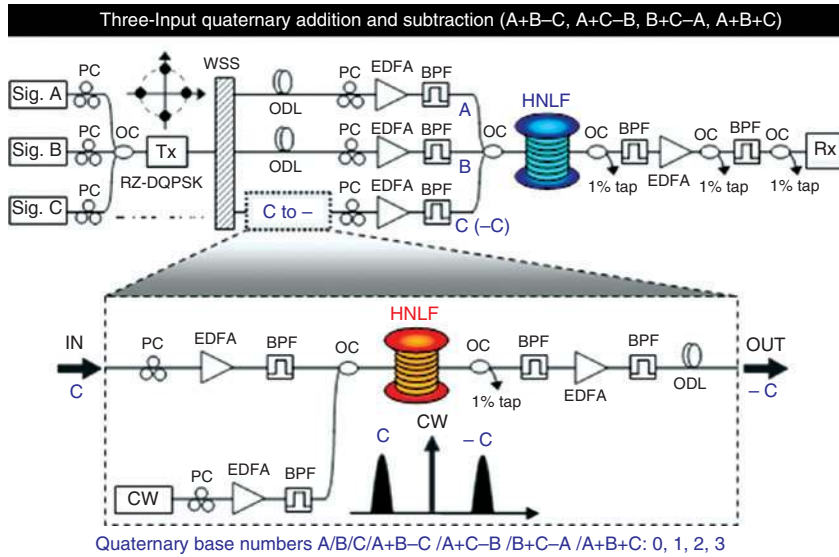 Three-Input quaternary addition and subtraction (A+B–C, A+C–B, B+C–A, A+B+C)
PC
WSS
PC
EDFA
BPF
Sig. A
ODL
A
HNLF
PC
OC
PC
EDFA
BPF
OC
OC
BPF
BPF
OC
OC
Sig. B
Tx
Rx
ODL
B
EDFA
RZ-DQPSK
1% tap
1% tap
1% tap
PC
PC
EDFA
BPF
Sig. C
C to –
C (–C)
HNLF
IN
PC
EDFA
BPF
OC
OC
BPF
BPF
OUT
C
1% tap
EDFA
ODL
– C
CW
C
– C
PC
EDFA
BPF
CW
Quaternary base numbers A/B/C/A+B–C /A+C–B /B+C–A /A+B+C: 0, 1, 2, 3